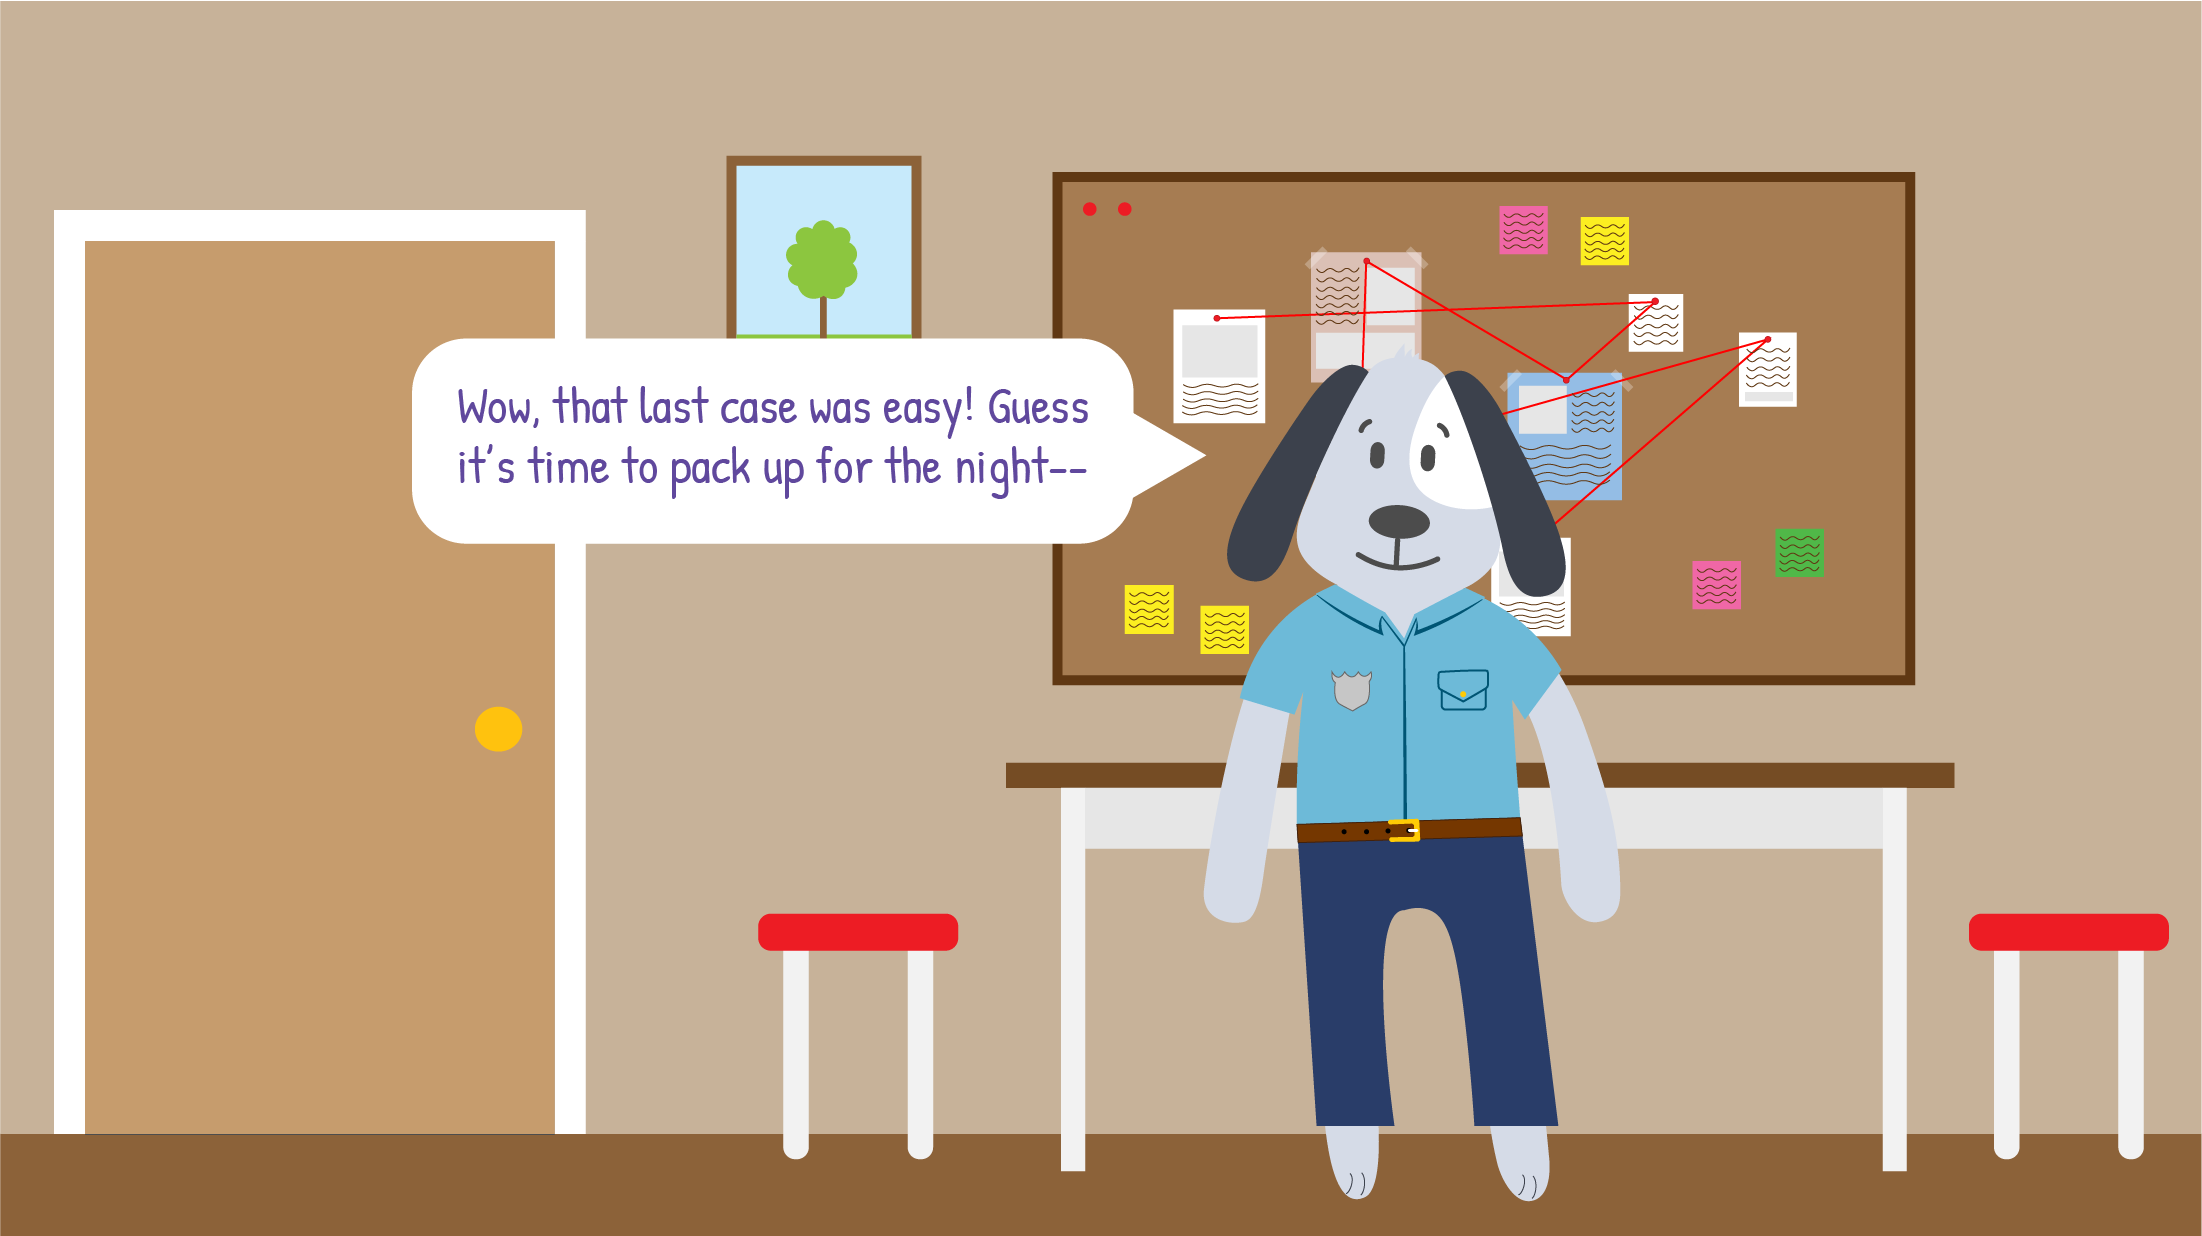 Wow, that last case was easy! Guess
it's time to pack up for the night--